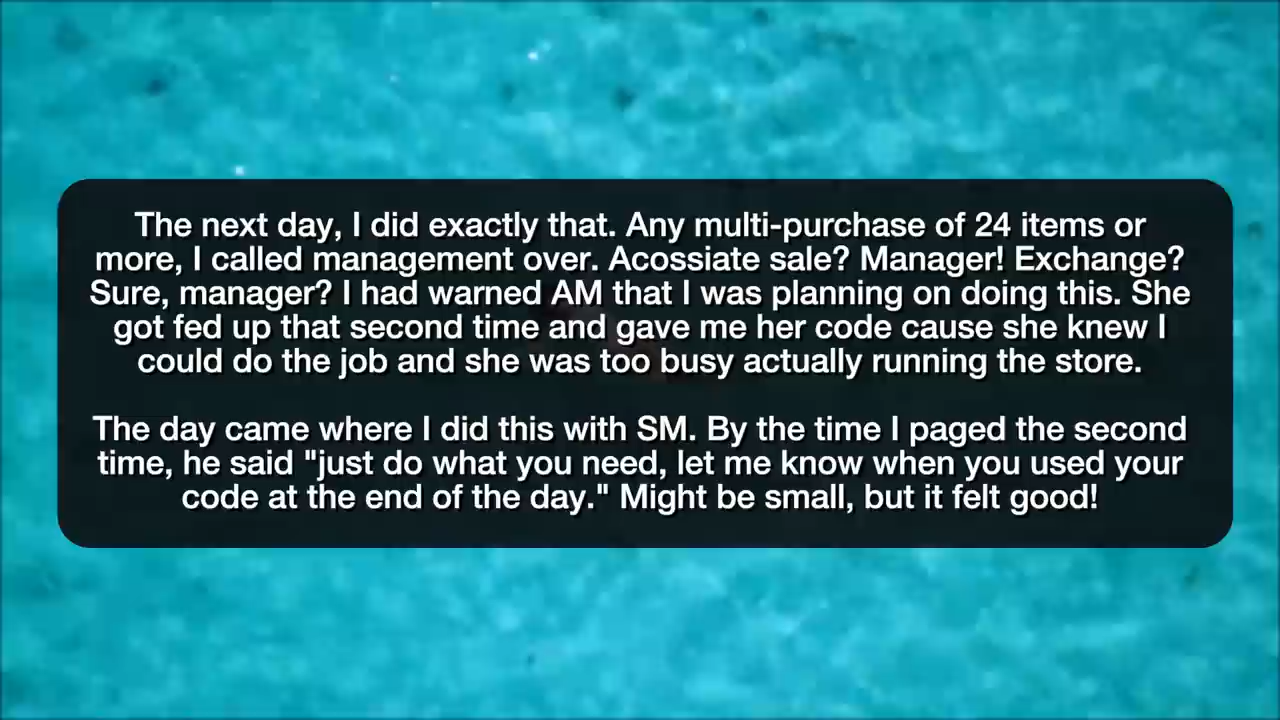 The next day, I did exactly that. Any multi-purchase of 24 items or
more, I called management over. Acossiate sale? Manager! Exchange?
Sure, manager? I had warned AM that I was planning on doing this. She
got fed up that second time and gave me her code cause she knew I
could do the job and she was too busy actually running the store.
The day came where I did this with SM. By the time I paged the second
time, he said "just do what you need, let me know when you used your
code at the end of the day." Might be small, but it felt good!